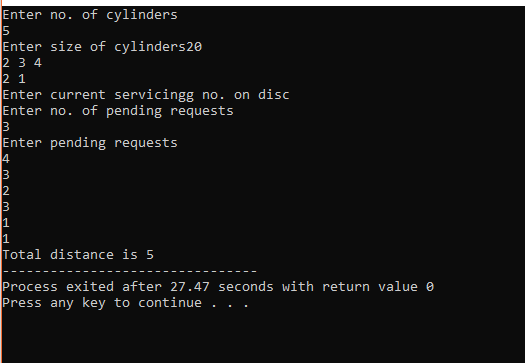 Enter no. of cylinders
5
Enter size of cylinders20
2 3 4
2 1
Enter current servicingg no. on disc
Enter no. of pending requests
3
Enter pending requests
4
3
2
3
1
1
Total distance is 5
--------------------------------
Process exited after 27.47 seconds with return value 0
Press any key to continue . . .